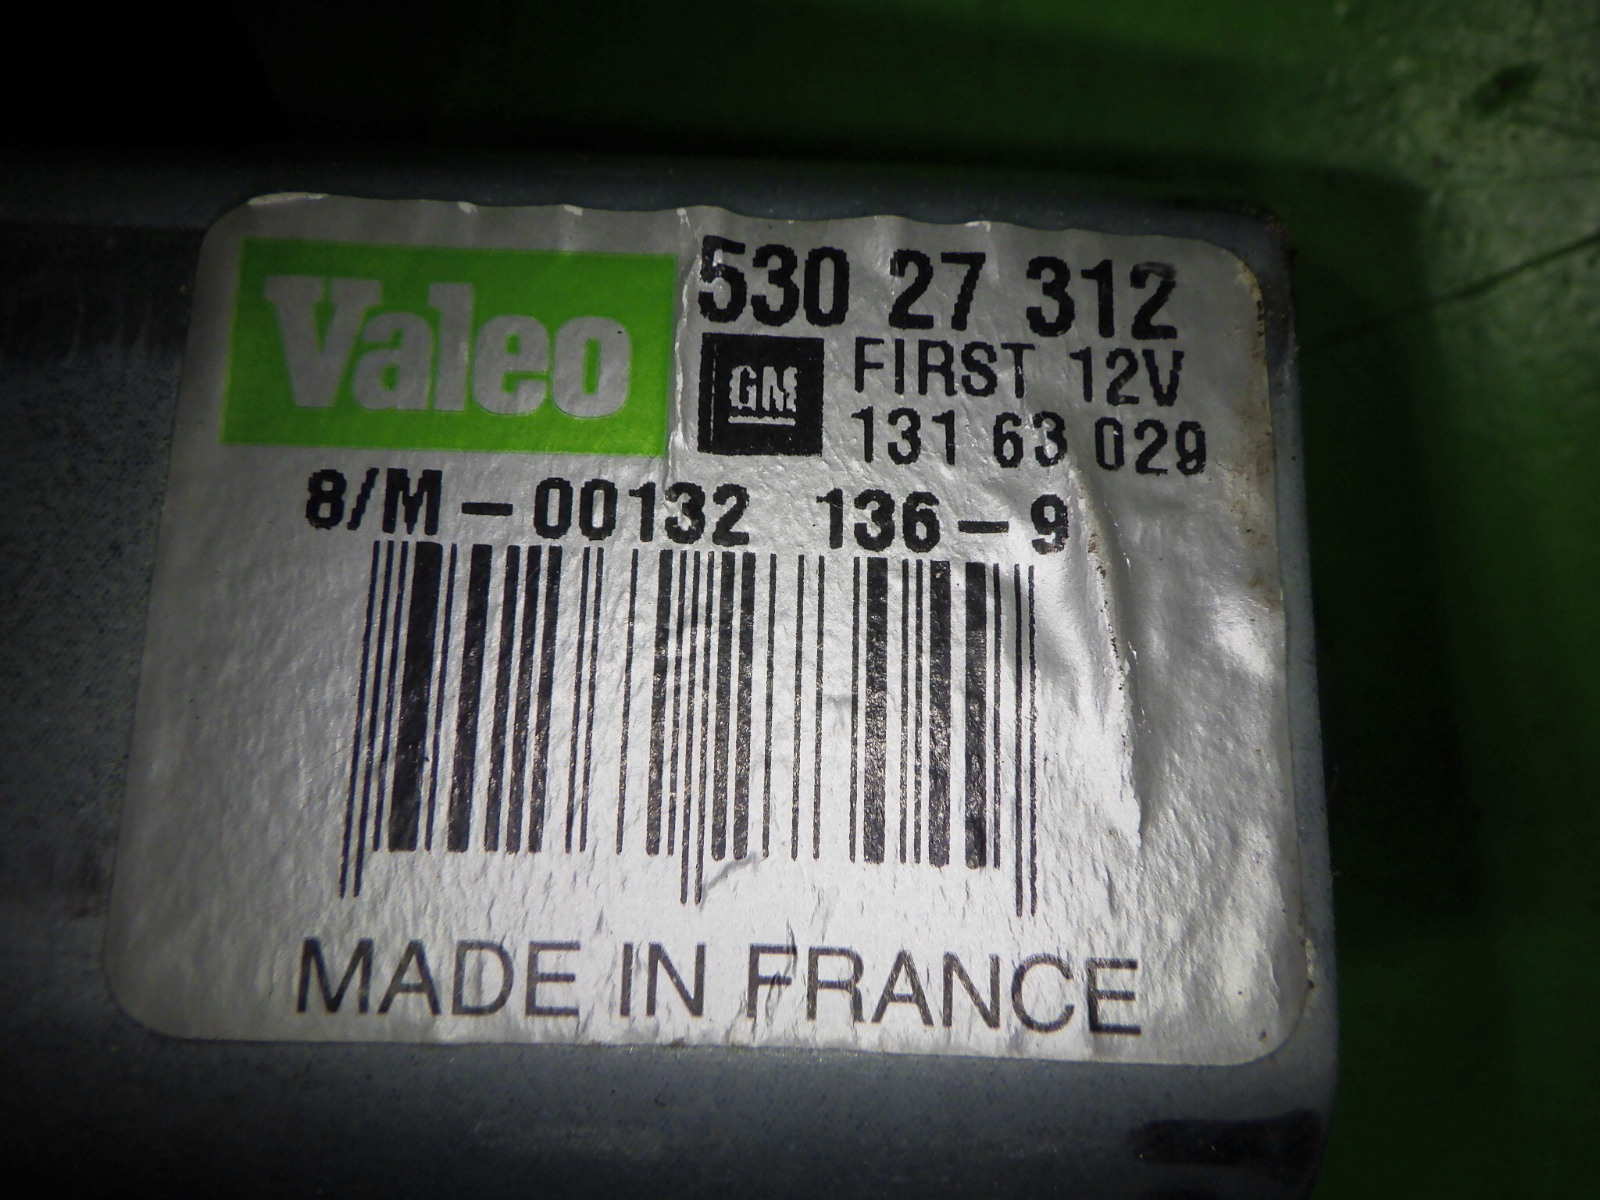 Valeo
530 27 312
GM
FIRST 12V
131 63 029
8/M-00132 136-9
MADE IN FRANCE